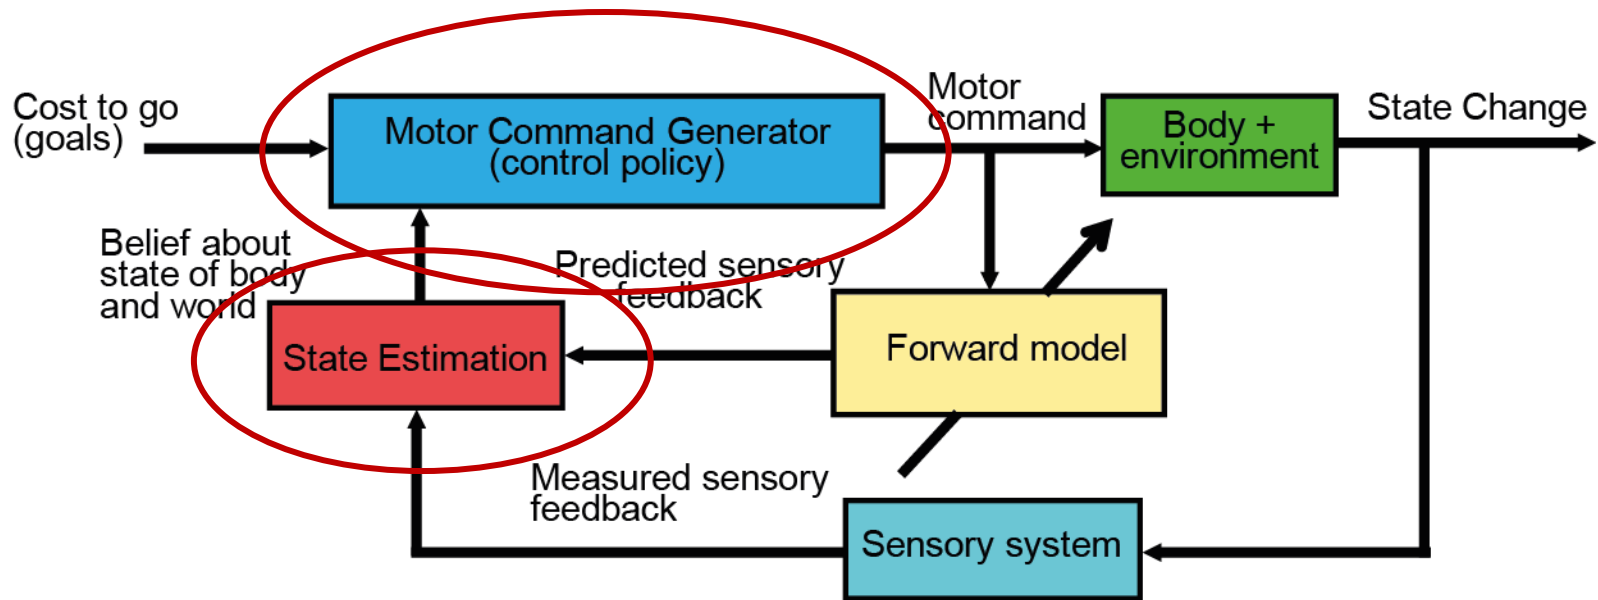 Cost to go
(goals)
Motor Command Generator
(control policy)
Motor
command
Body +
environment
State Change
Belief about
state of body
and world
Predicted sensory
feedback
State Estimation
Forward model
Measured sensory
feedback
Sensory system